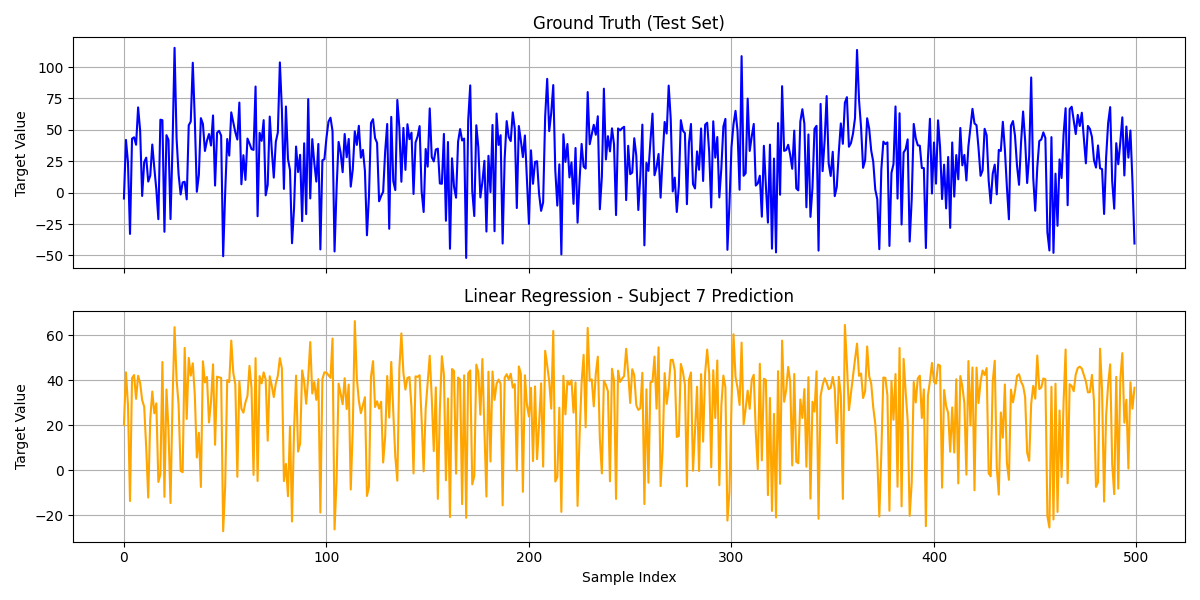 Ground Truth (Test Set)
Target Value
100
75
50
25
0
−25
−50
Linear Regression - Subject 7 Prediction
Target Value
60
40
20
0
−20
0 100 200 300 400 500
Sample Index